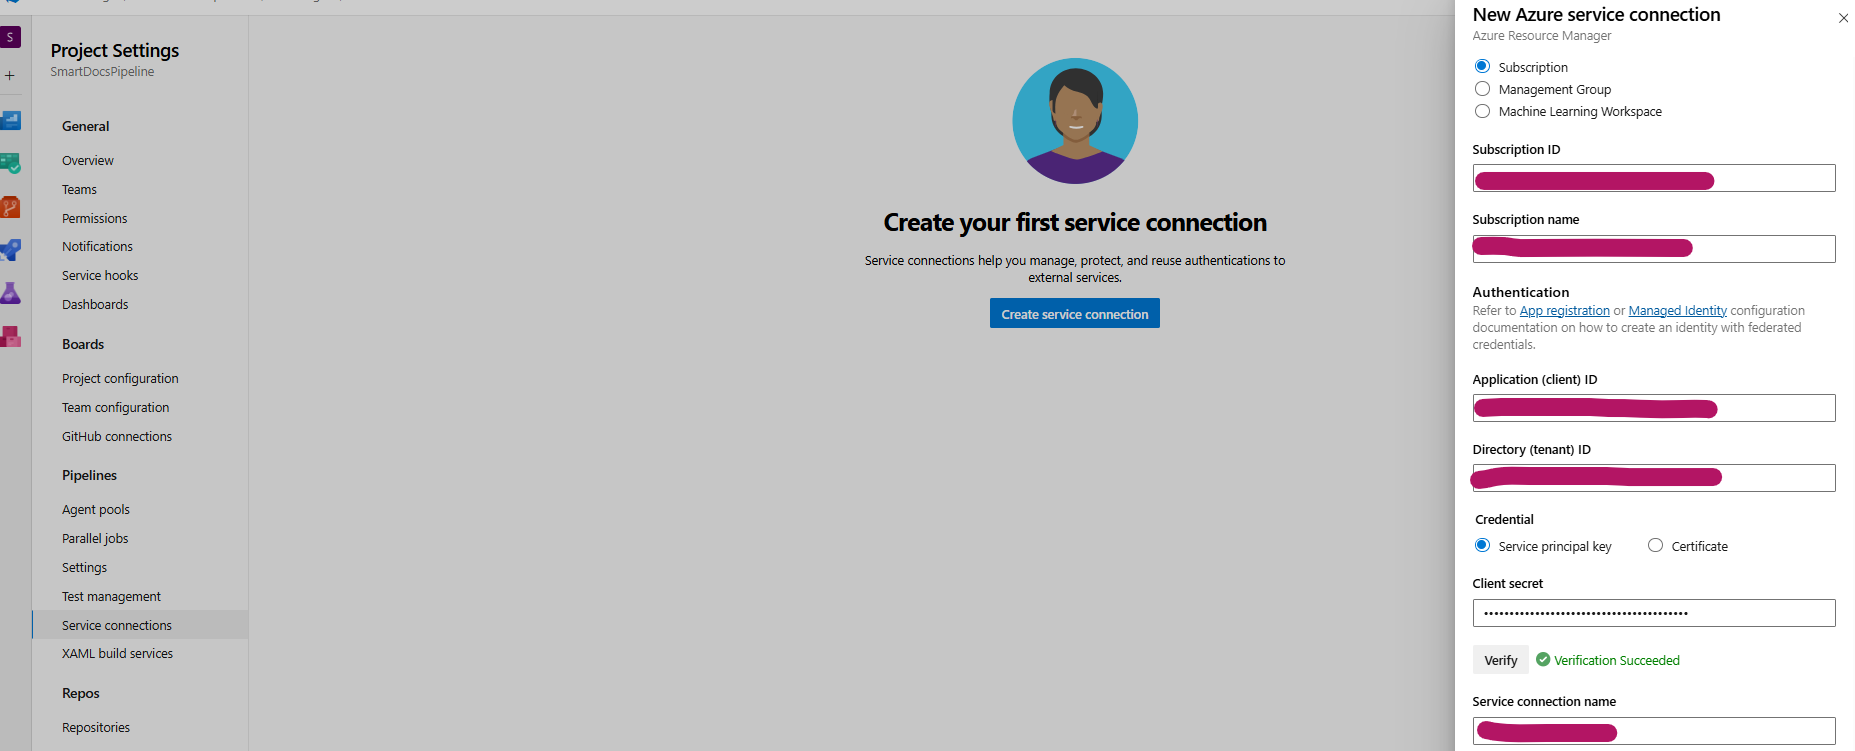 S
Project Settings
SmartDocsPipeline
General
Overview
Teams
Permissions
Notifications
Service hooks
Dashboards
Boards
Project configuration
Team configuration
GitHub connections
Pipelines
Agent pools
Parallel jobs
Settings
Test management
Service connections
XAML build services
Repos
Repositories
Create your first service connection
Service connections help you manage, protect, and reuse authentications to
external services.
Create service connection
New Azure service connection
Azure Resource Manager
Subscription
Management Group
Machine Learning Workspace
Subscription ID
Subscription name
Authentication
Refer to App registration or Managed Identity configuration
documentation on how to create an identity with federated
credentials.
Application (client) ID
Directory (tenant) ID
Credential
Service principal key
Certificate
Client secret
Verify
Verification Succeeded
Service connection name